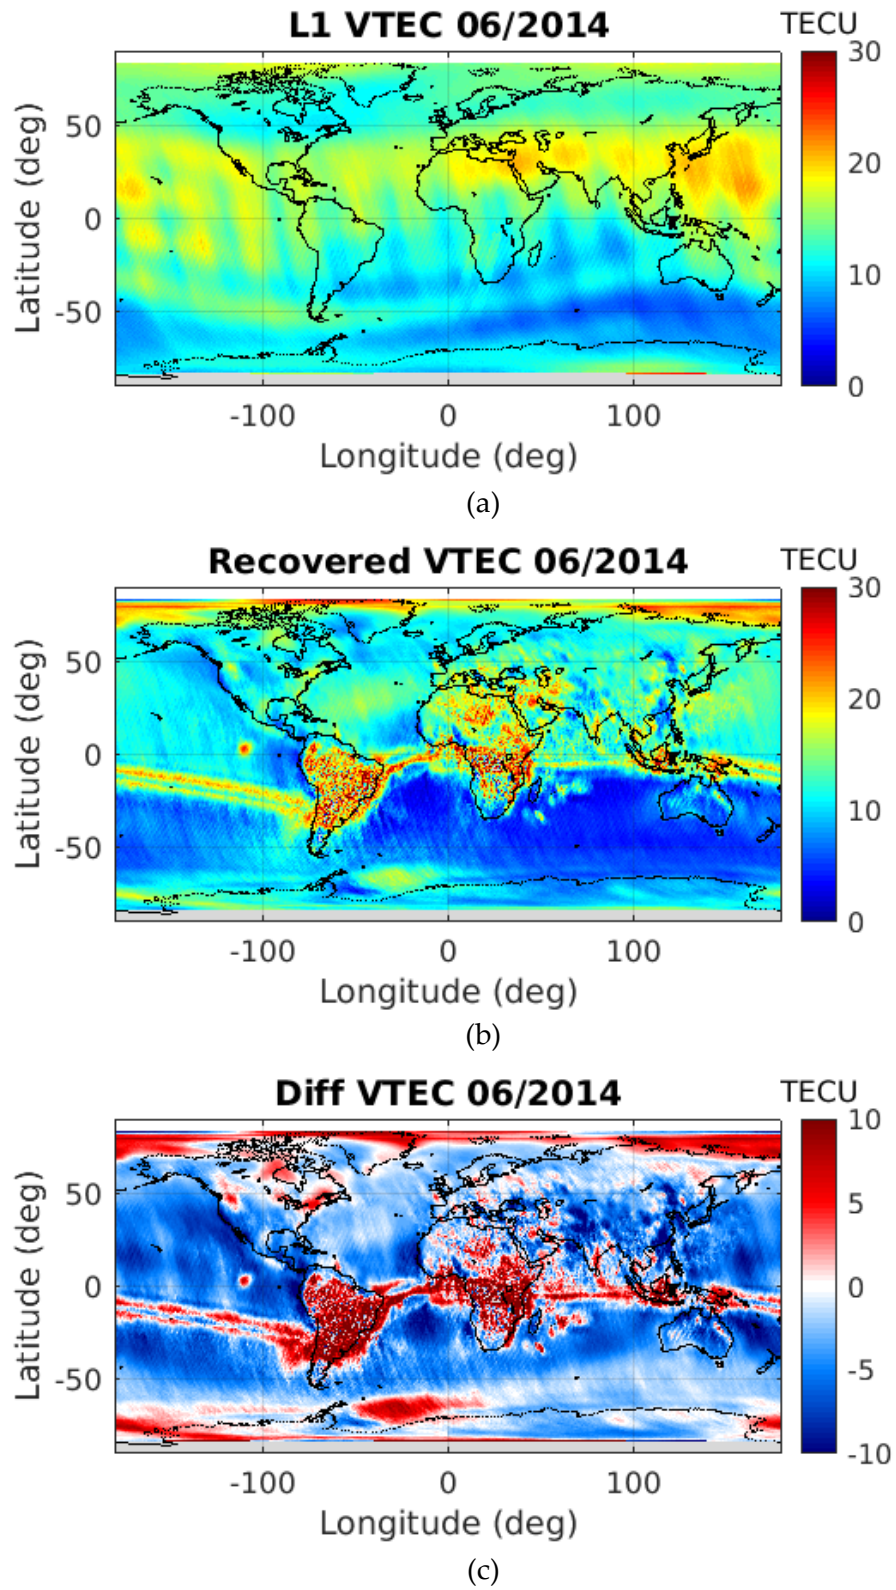 L1 VTEC 06/2014 TECU
30
20
10
0
50
0
-50
Latitude (deg)
-100 0 100
Longitude (deg)
(a)
Recovered VTEC 06/2014 TECU
30
20
10
0
50
0
-50
Latitude (deg)
-100 0 100
Longitude (deg)
(b)
Diff VTEC 06/2014 TECU
10
5
0
-5
-10
50
0
-50
Latitude (deg)
-100 0 100
Longitude (deg)
(c)